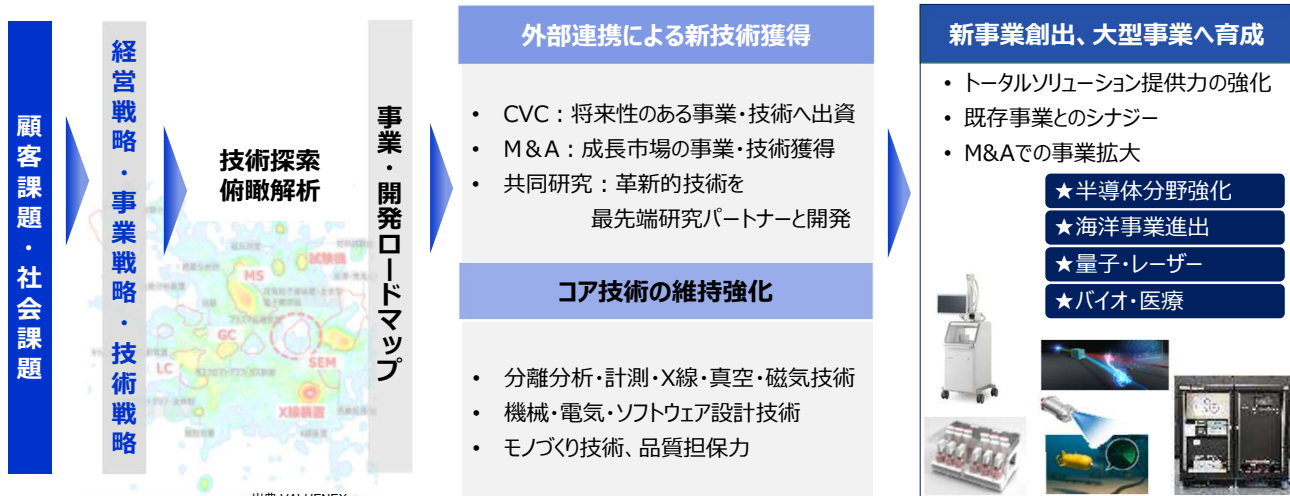 顧客課題・社会課題
経営戦略・事業戦略・技術戦略
技術探索
俯瞰解析
MS
試験機
GC
LC
SEM
X線装置
事業・開発ロードマップ
外部連携による新技術獲得
• CVC:将来性のある事業・技術へ出資
• M&A:成長市場の事業・技術獲得
• 共同研究:革新的技術を
最先端研究パートナーと開発
コア技術の維持強化
• 分離分析・計測・X線・真空・磁気技術
• 機械・電気・ソフトウェア設計技術
• モノづくり技術、品質担保力
新事業創出、大型事業へ育成
• トータルソリューション提供力の強化
• 既存事業とのシナジー
• M&Aでの事業拡大
★半導体分野強化
★海洋事業進出
★量子・レーザー
★バイオ・医療